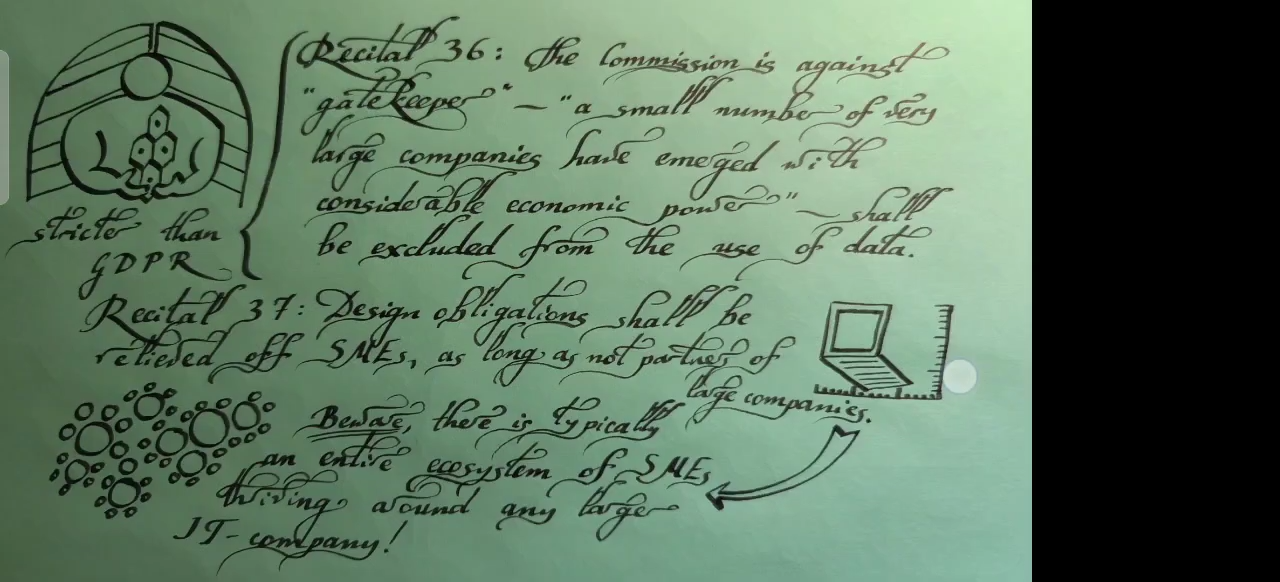 Recital 36: the Commission is against
"gatekeeper" — "a small number of very
large companies have emerged with
considerable economic power" — shall
be excluded from the use of data.
stricter than
GDPR
Recital 37: Design obligations shall be
relieved off SMEs, as long as not partner of
large companies.
Beware, there is typically
an entire ecosystem of SMEs
thriving around any large
IT-company!